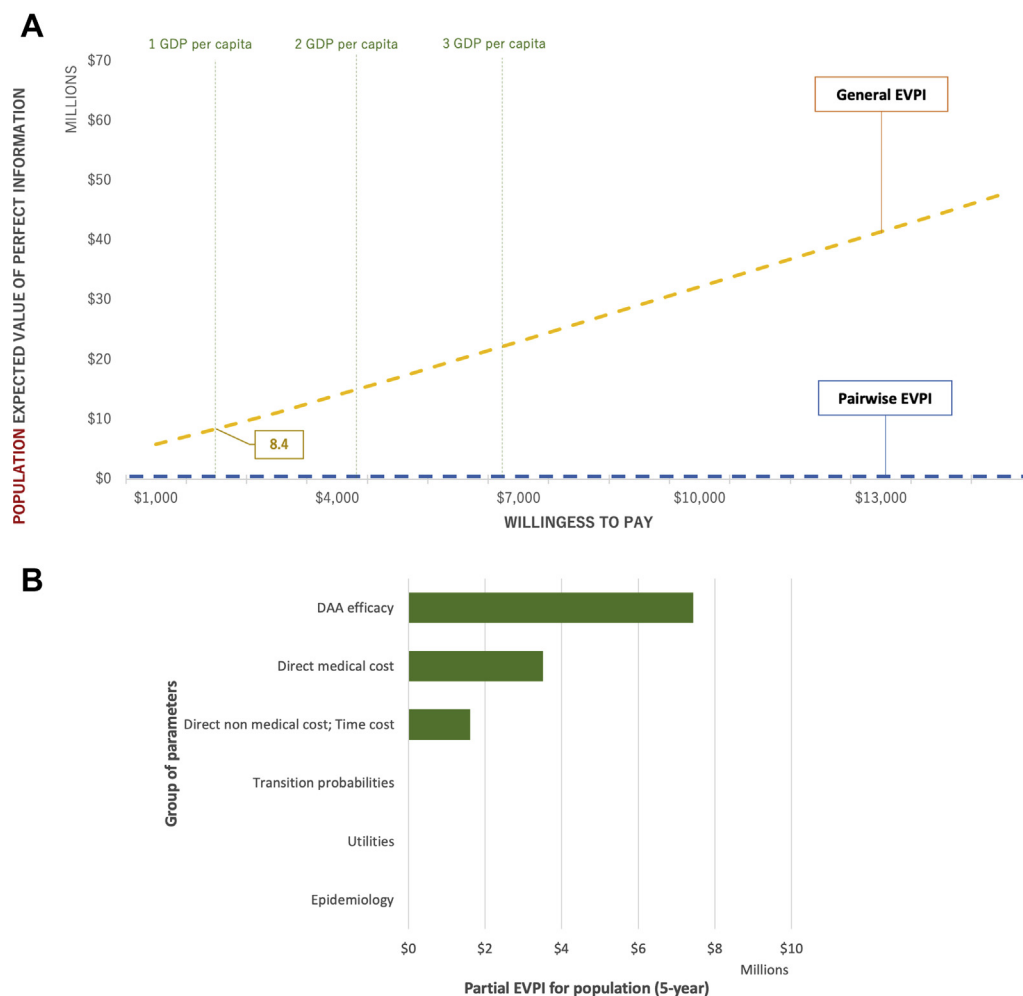 A
1 GDP per capita
2 GDP per capita
3 GDP per capita
POPULATION EXPECTED VALUE OF PERFECT INFORMATION
MILLIONS
$70
$60
$50
$40
$30
$20
$10
$0
General EVPI
Pairwise EVPI
8.4
$1,000
$4,000
$7,000
$10,000
$13,000
WILLINGESS TO PAY
B
Group of parameters
DAA efficacy
Direct medical cost
Direct non medical cost; Time cost
Transition probabilities
Utilities
Epidemiology
$0
$2
$4
$6
$8
$10
Millions
Partial EVPI for population (5-year)